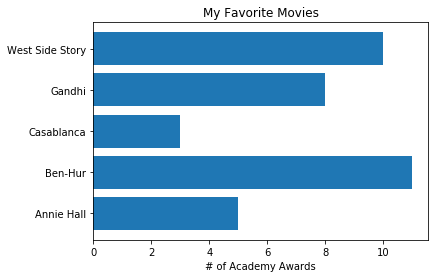 My Favorite Movies
West Side Story
Gandhi
Casablanca
Ben-Hur
Annie Hall
0 2 4 6 8 10
# of Academy Awards